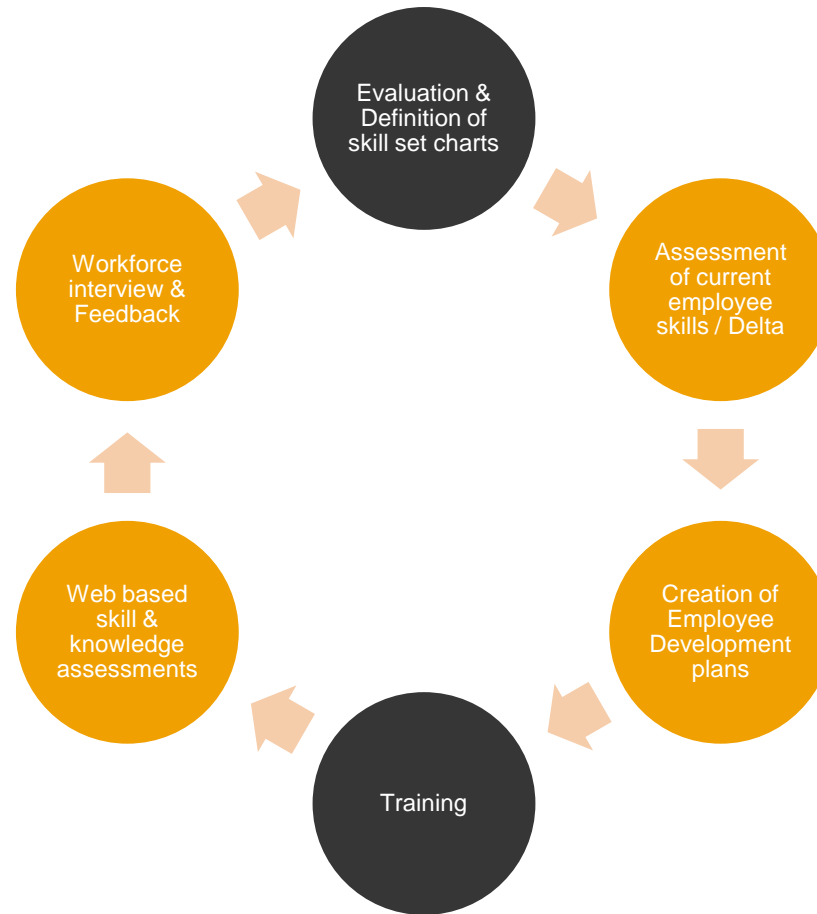 Evaluation &
Definition of
skill set charts
Assessment
of current
employee
skills / Delta
Creation of
Employee
Development
plans
Training
Web based
skill &
knowledge
assessments
Workforce
interview &
Feedback